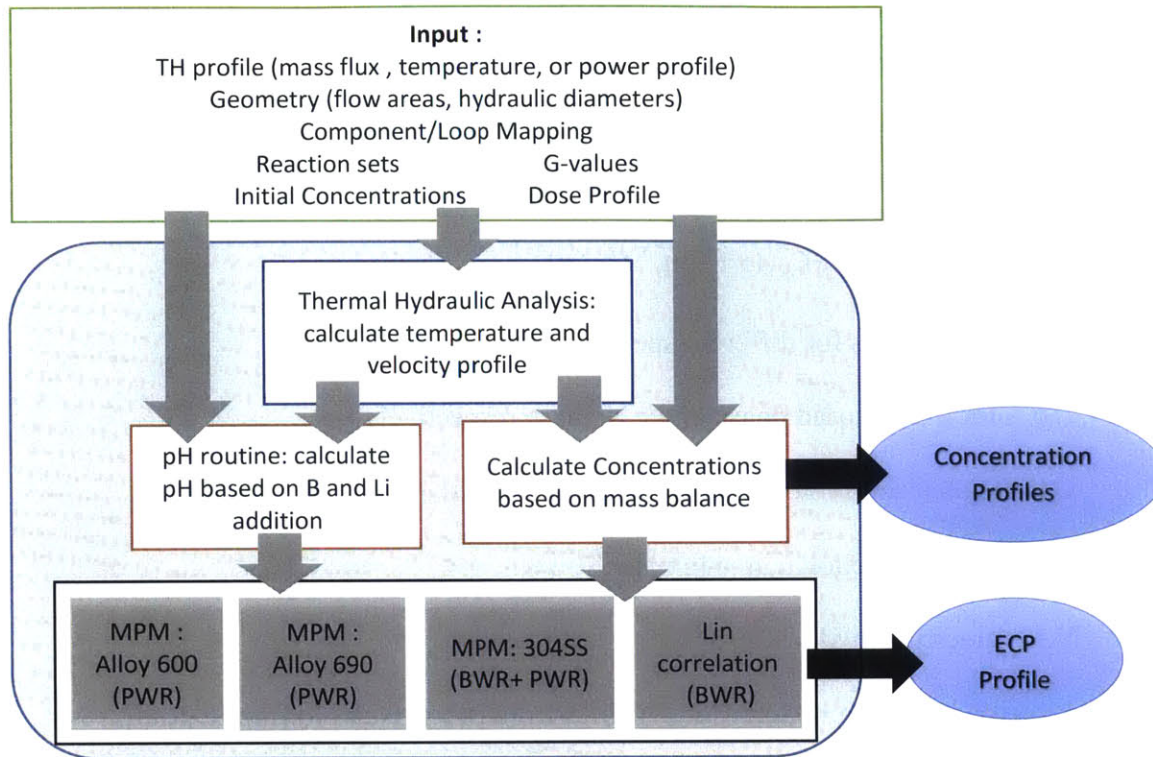 Input :
TH profile (mass flux , temperature, or power profile)
Geometry (flow areas, hydraulic diameters)
Component/Loop Mapping
Reaction sets G-values
Initial Concentrations Dose Profile
Thermal Hydraulic Analysis:
calculate temperature and
velocity profile
pH routine: calculate
pH based on B and Li
addition
Calculate Concentrations
based on mass balance
Concentration
Profiles
MPM :
Alloy 600
(PWR)
MPM :
Alloy 690
(PWR)
MPM: 304SS
(BWR+ PWR)
Lin
correlation
(BWR)
ECP
Profile